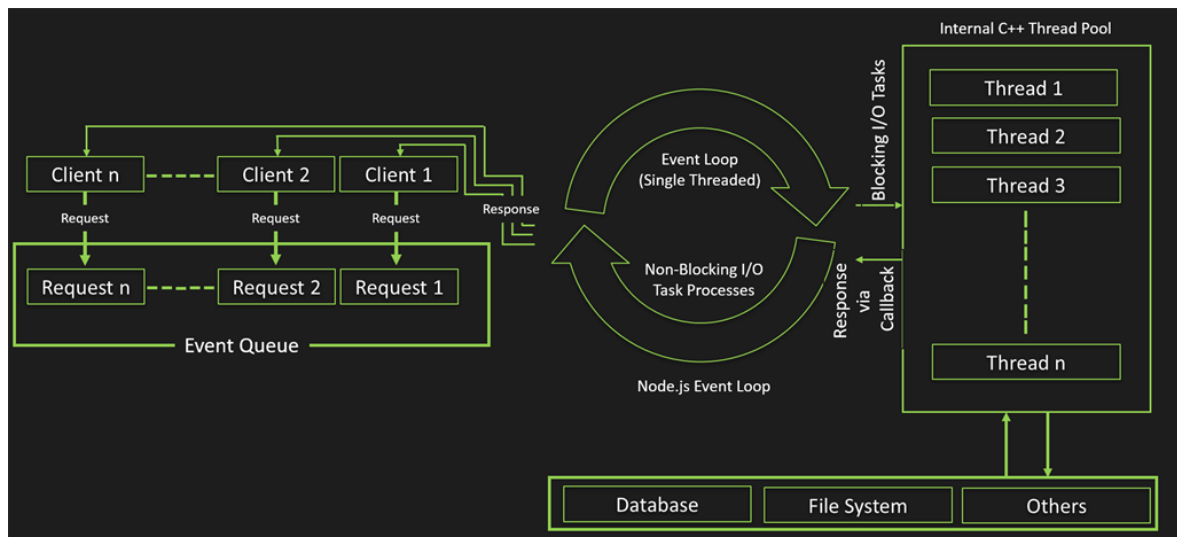 Internal C++ Thread Pool
Client n
Client 2
Client 1
Request
Request
Request
Response
Request n
Request 2
Request 1
Event Queue
Event Loop
(Single Threaded)
Non-Blocking I/O
Task Processes
Node.js Event Loop
Blocking I/O Tasks
Response
via
Callback
Thread 1
Thread 2
Thread 3
Thread n
Database
File System
Others